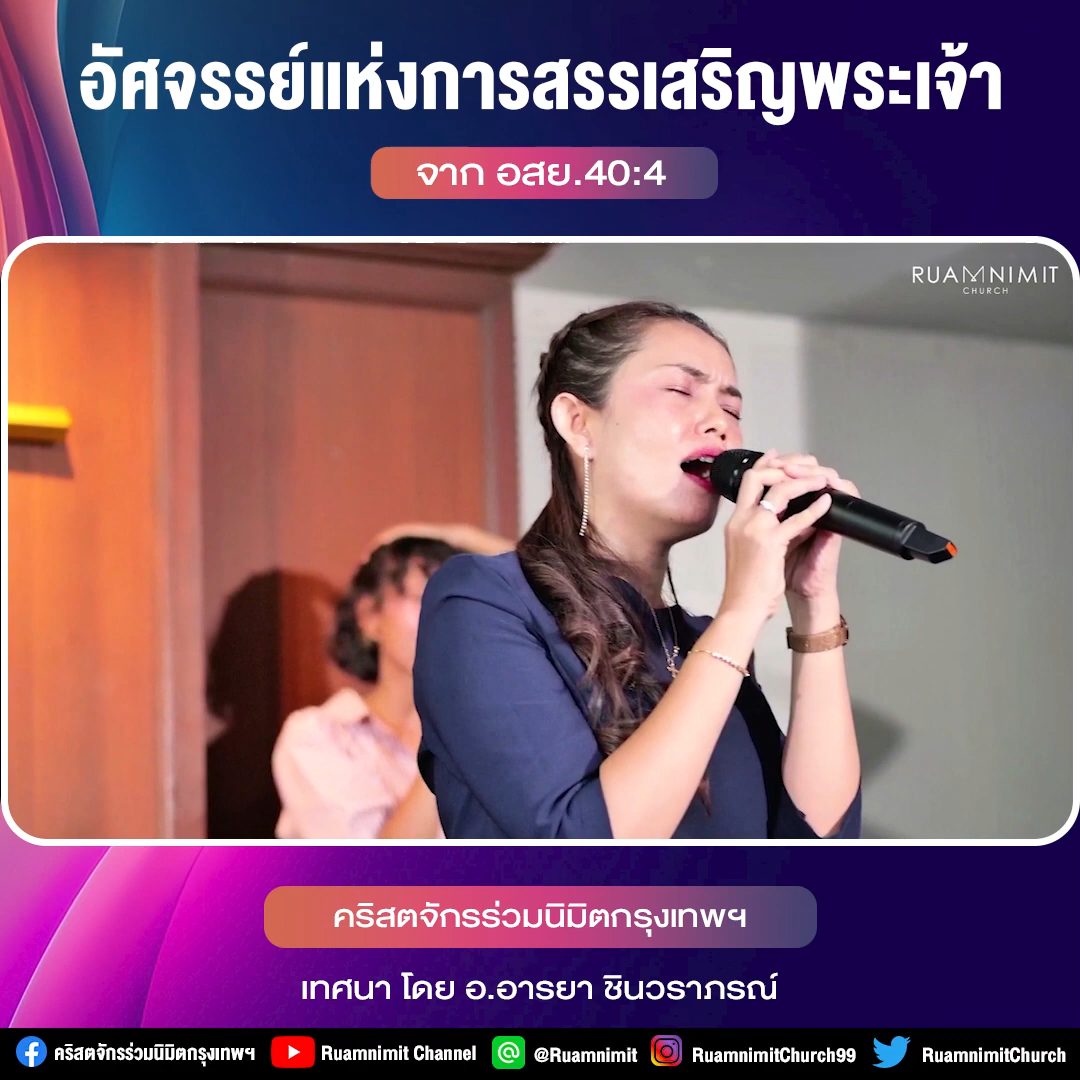 อัศจรรย์แห่งการสรรเสริญพระเจ้า
จาก อสย.40:4
RUAMNIMIT
CHURCH
คริสตจักรร่วมนิมิตกรุงเทพฯ
เทศนา โดย อ.อารยา ชินวราภรณ์
คริสตจักรร่วมนิมิตกรุงเทพฯ Ruamnimit Channel @Ruamnimit RuamnimitChurch99 RuamnimitChurch